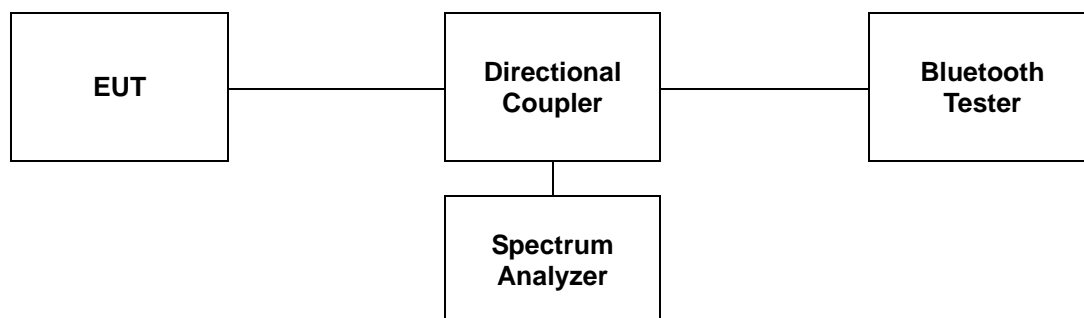 EUT
Directional
Coupler
Bluetooth
Tester
Spectrum
Analyzer